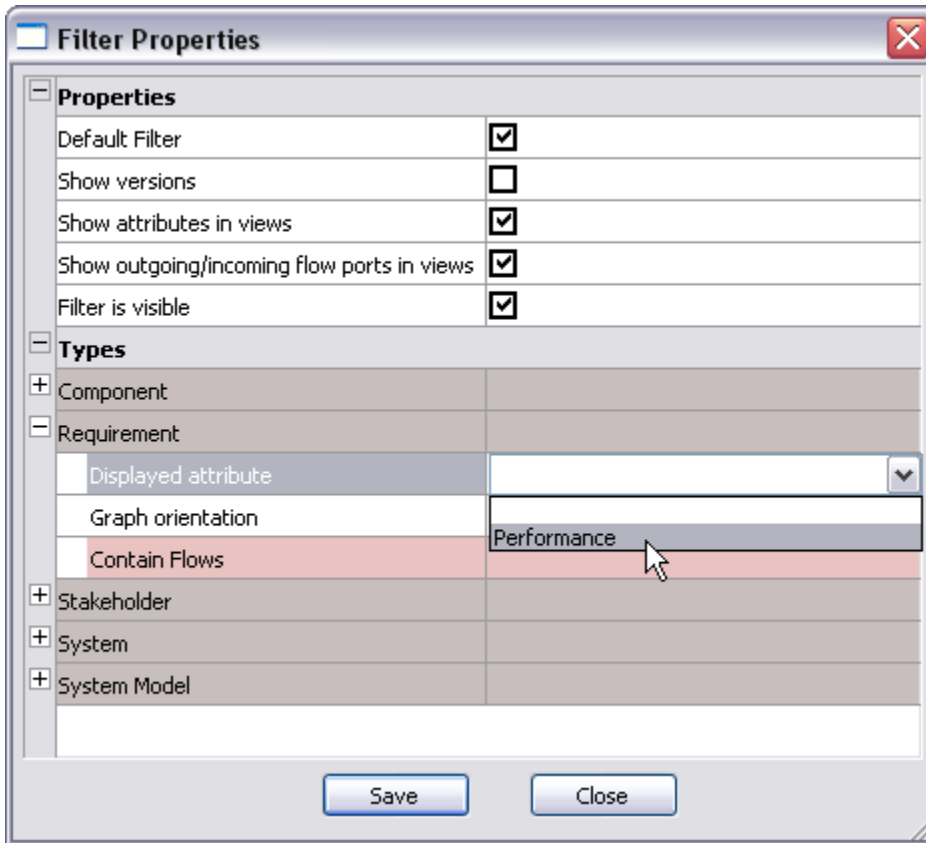 Filter Properties
Properties
Default Filter
Show versions
Show attributes in views
Show outgoing/incoming flow ports in views
Filter is visible
Types
Component
Requirement
Displayed attribute
Graph orientation
Performance
Contain Flows
Stakeholder
System
System Model
Save Close